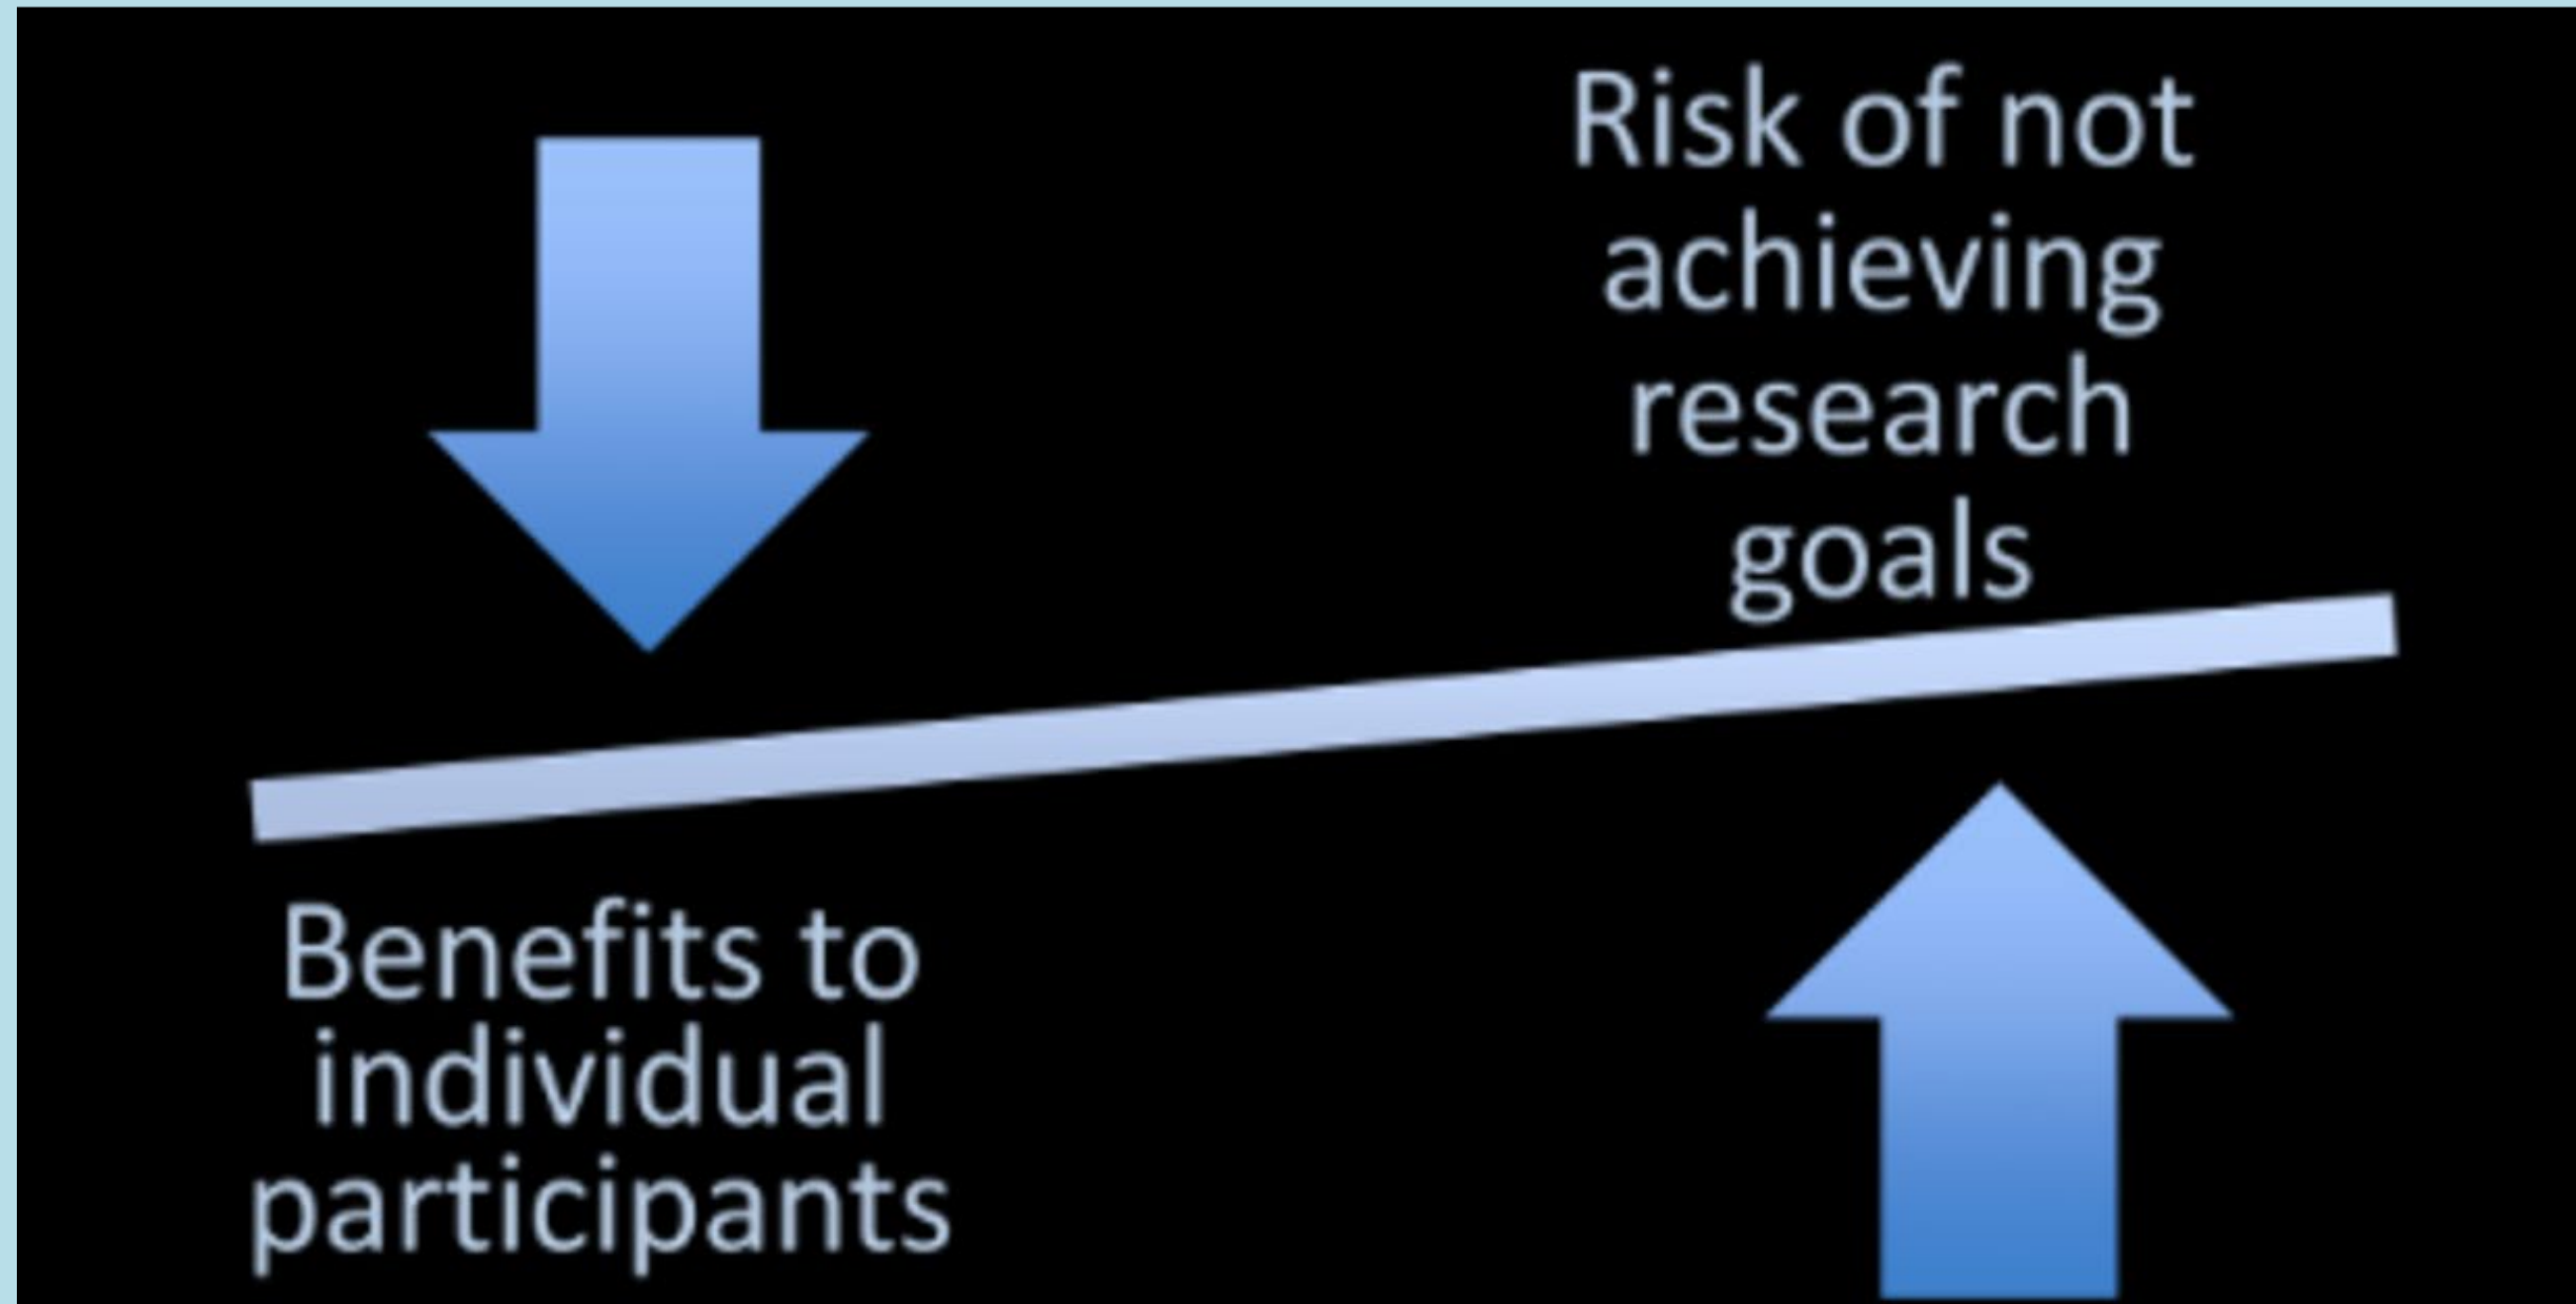 Risk of not
achieving
research
goals
Benefits to
individual
participants